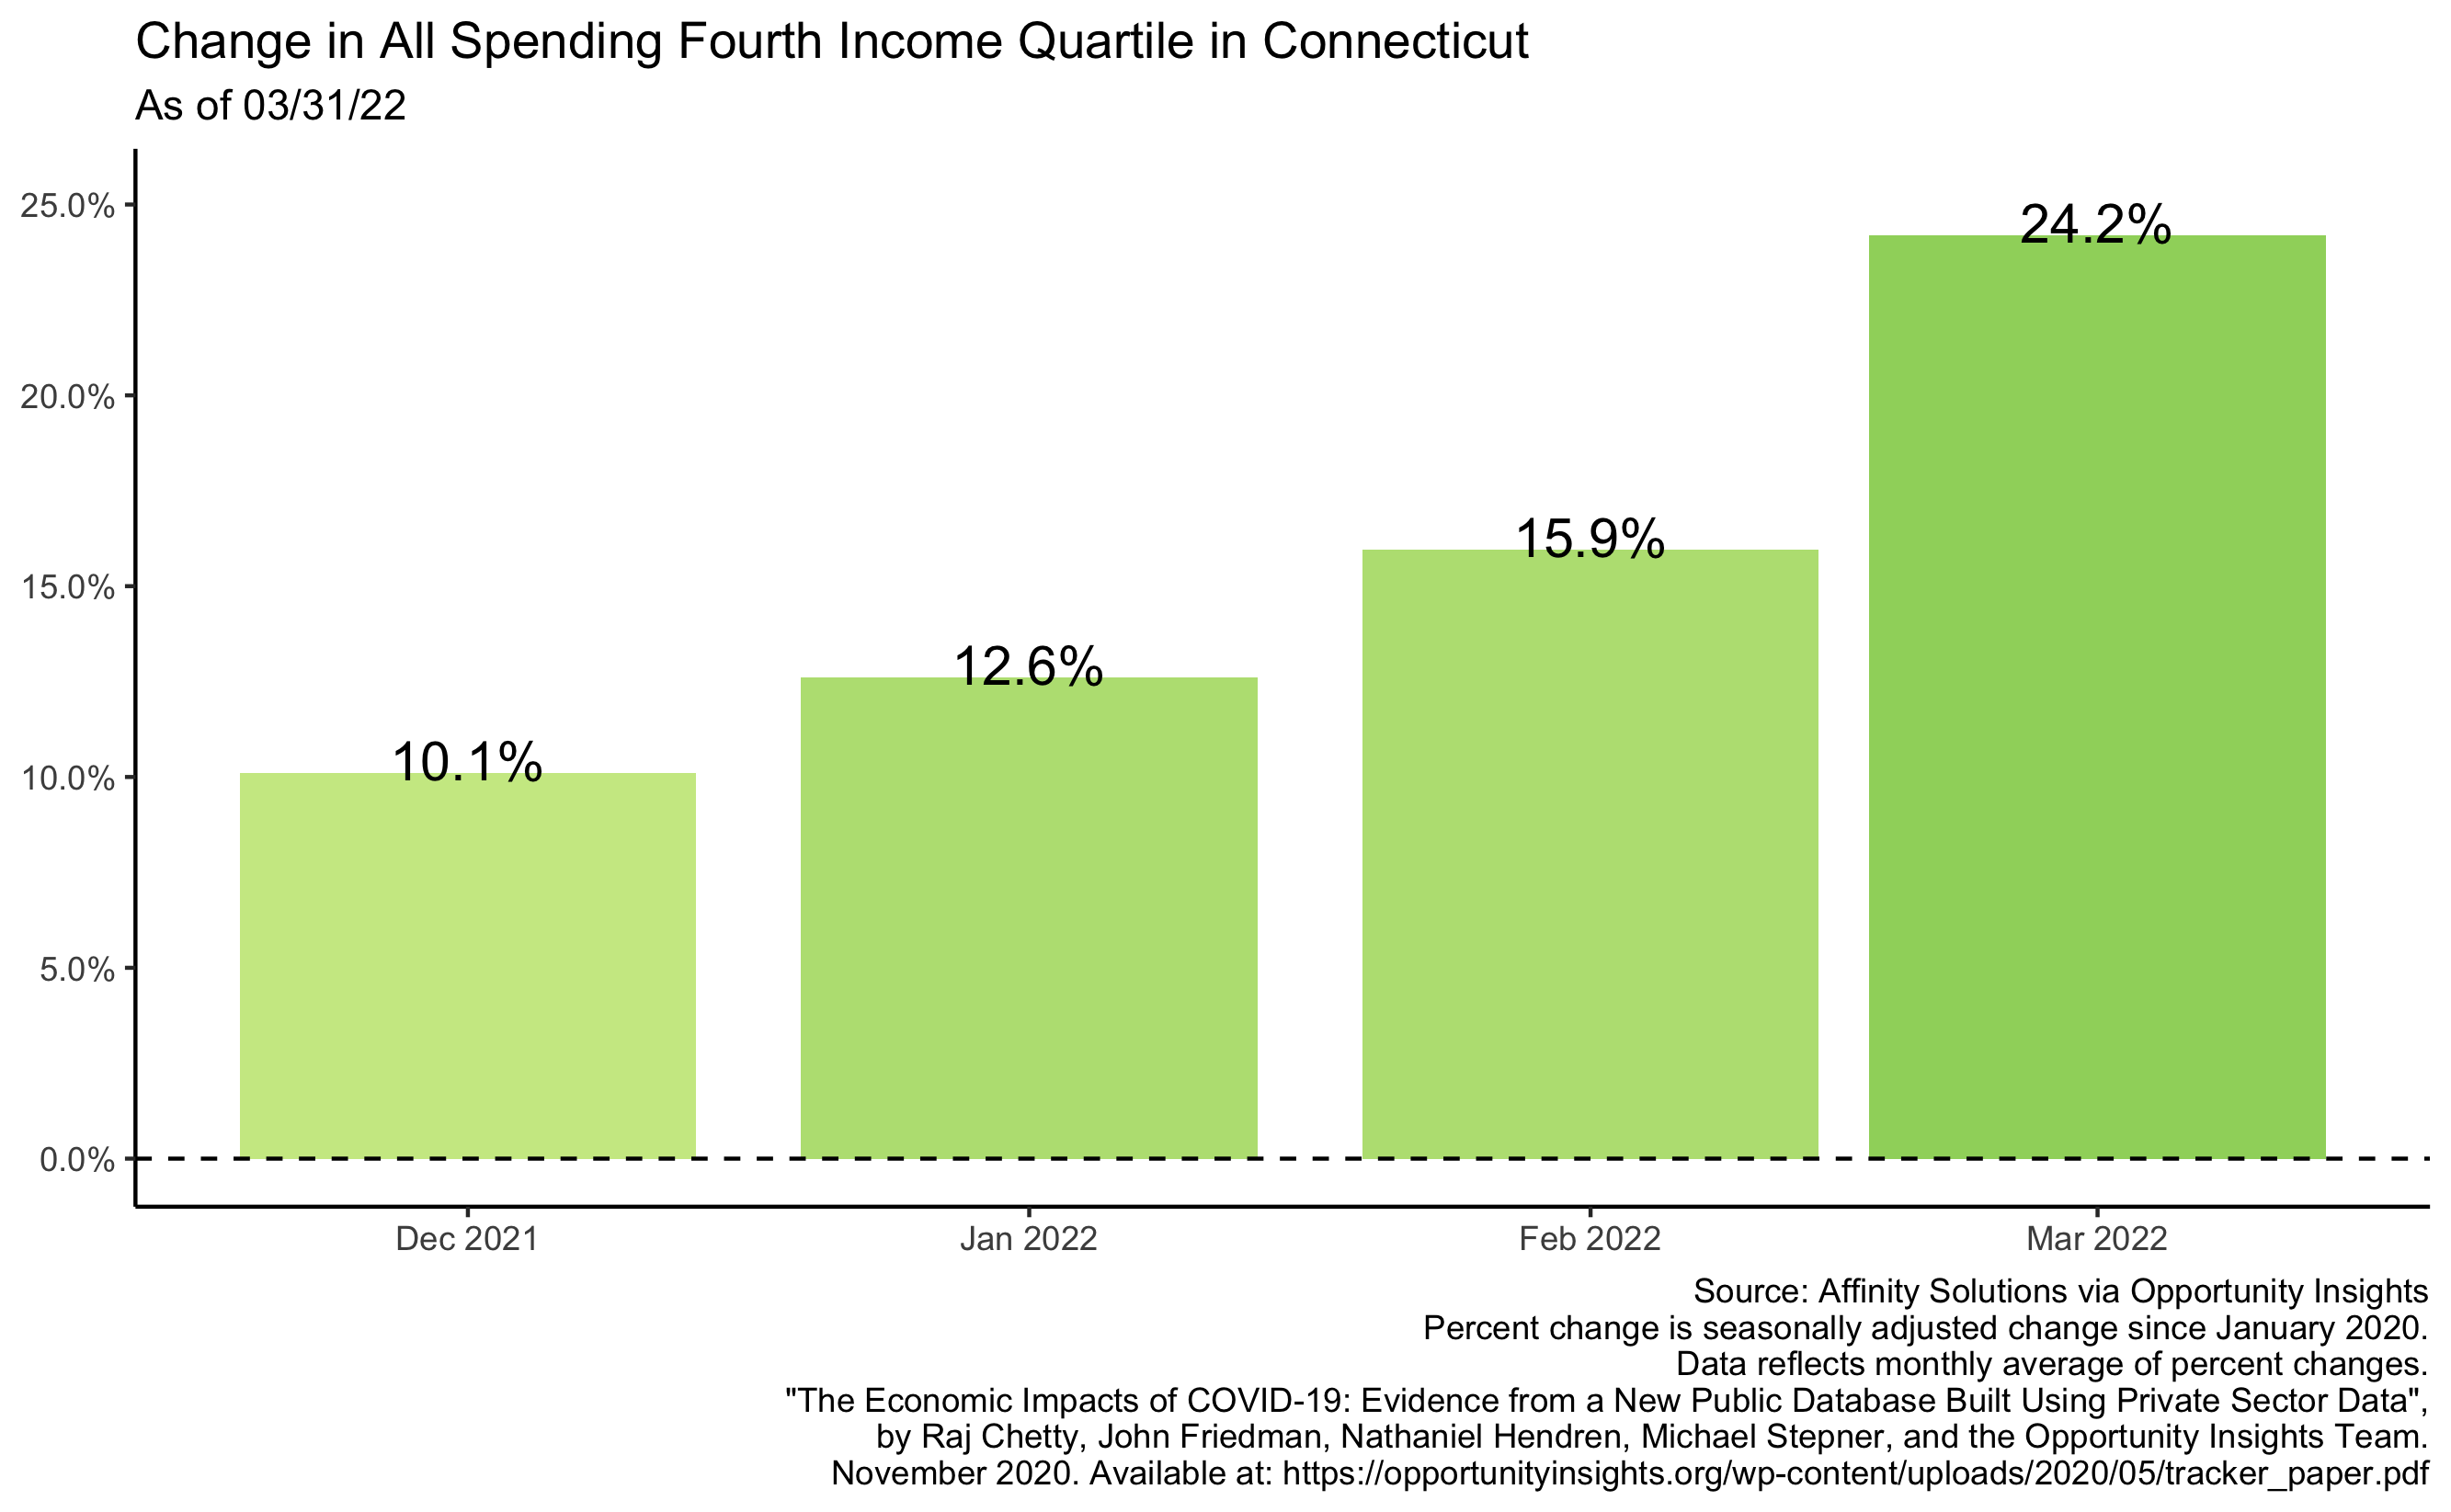 Change in All Spending Fourth Income Quartile in Connecticut
As of 03/31/22
25.0%
20.0%
15.0%
10.0%
5.0%
0.0%
10.1%
12.6%
15.9%
24.2%
Dec 2021
Jan 2022
Feb 2022
Mar 2022
Source: Affinity Solutions via Opportunity Insights
Percent change is seasonally adjusted change since January 2020.
Data reflects monthly average of percent changes.
"The Economic Impacts of COVID-19: Evidence from a New Public Database Built Using Private Sector Data",
by Raj Chetty, John Friedman, Nathaniel Hendren, Michael Stepner, and the Opportunity Insights Team.
November 2020. Available at: https://opportunityinsights.org/wp-content/uploads/2020/05/tracker_paper.pdf